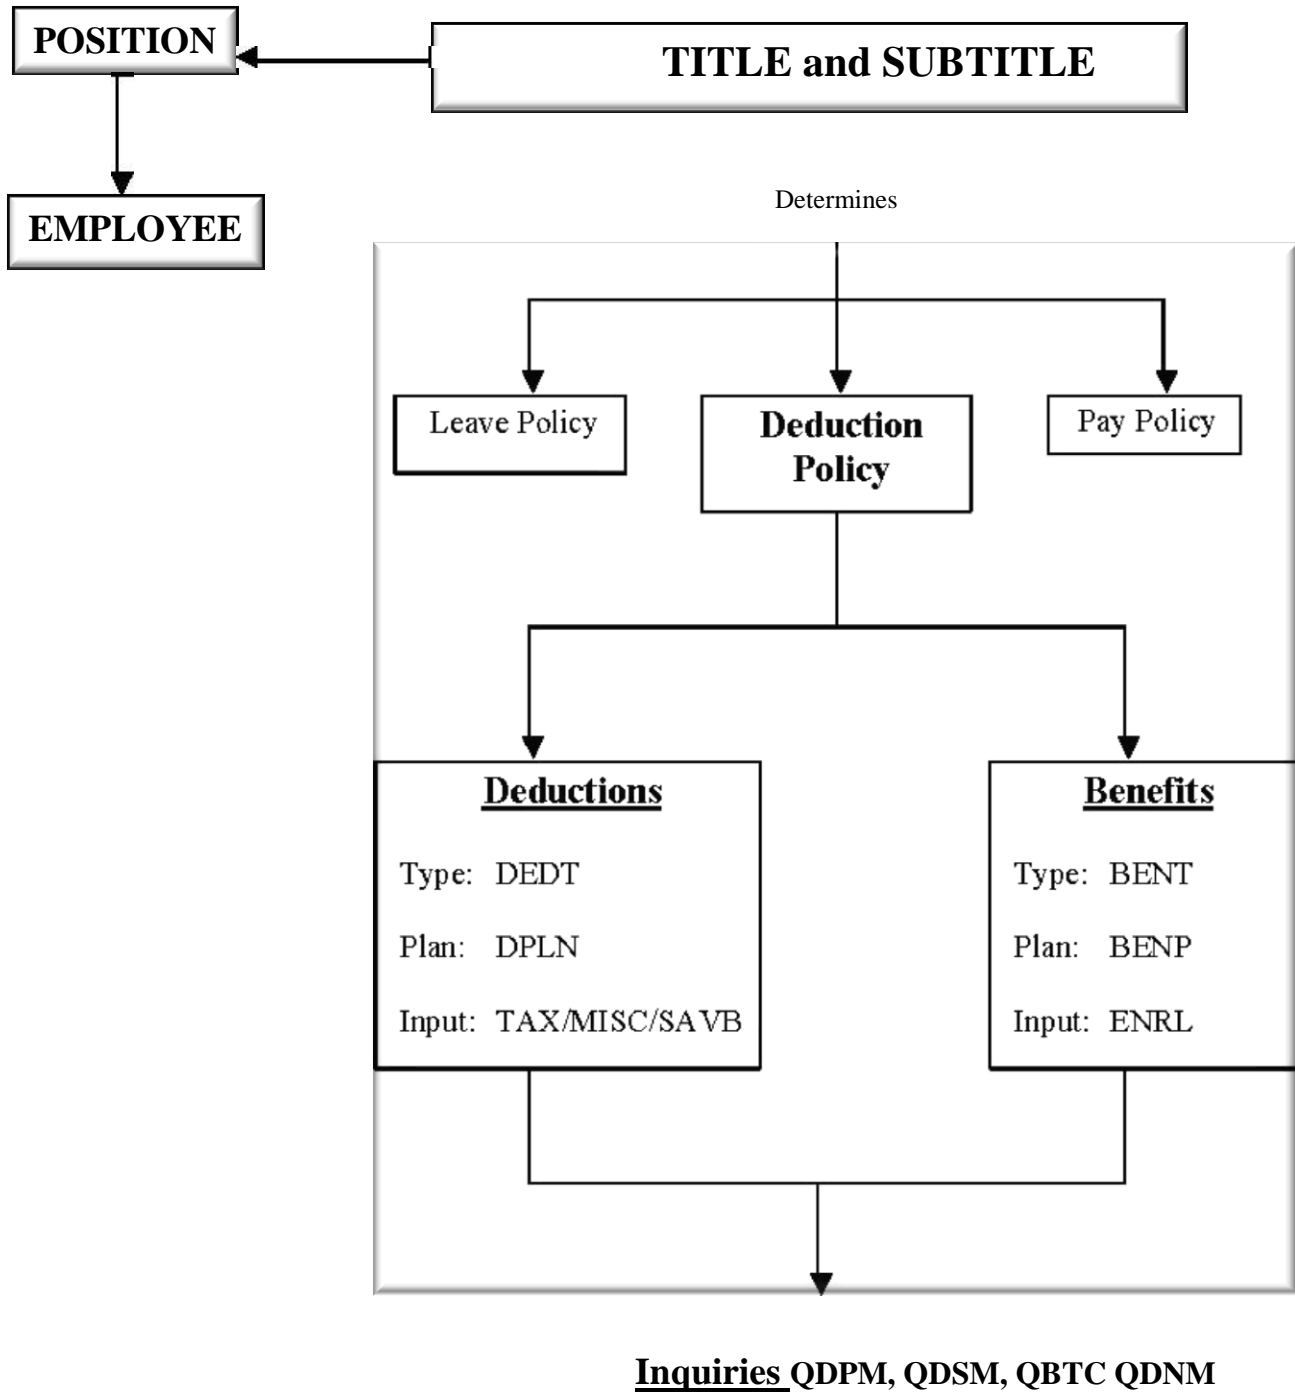 POSITION
TITLE and SUBTITLE
EMPLOYEE
Determines
Leave Policy
Deduction
Policy
Pay Policy
Deductions
Type: DEDT
Plan: DPLN
Input: TAX/MISC/SAVB
Benefits
Type: BENT
Plan: BENP
Input: ENRL
Inquiries QDPM, QDSM, QBTC QDNM